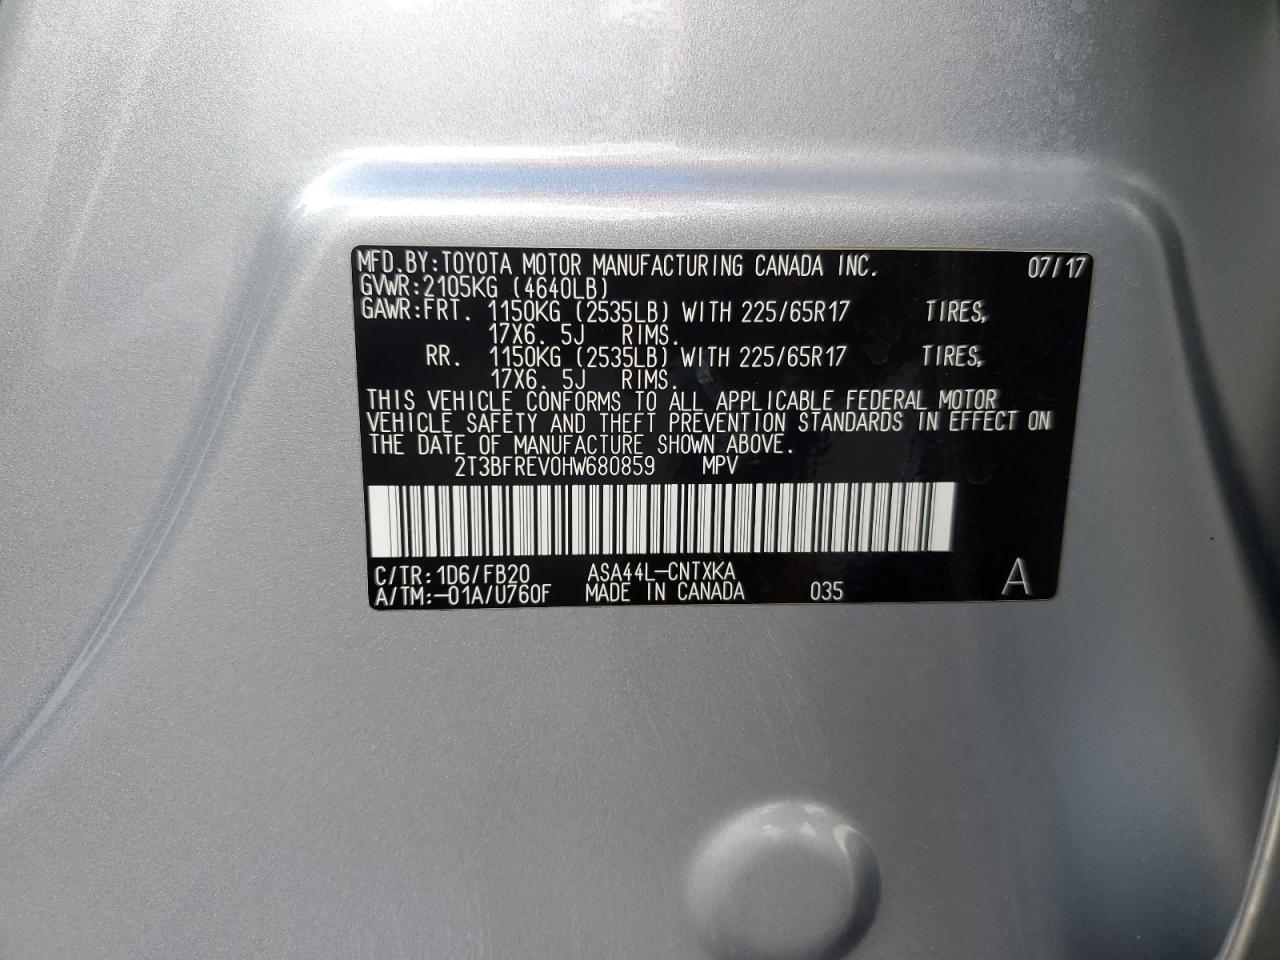 MFD.BY:TOYOTA MOTOR MANUFACTURING CANADA INC. 07/17
GVWR:2105KG (4640LB)
GAWR:FRT. 1150KG (2535LB) WITH 225/65R17 TIRES,
17X6. 5J RIMS.
RR. 1150KG (2535LB) WITH 225/65R17 TIRES,
17X6. 5J RIMS.
THIS VEHICLE CONFORMS TO ALL APPLICABLE FEDERAL MOTOR
VEHICLE SAFETY AND THEFT PREVENTION STANDARDS IN EFFECT ON
THE DATE OF MANUFACTURE SHOWN ABOVE.
2T3BFREV0HW680859 MPV
C/TR:1D6/FB20 ASA44L-CNTXKA
A/TM:-01A/U760F MADE IN CANADA 035 A